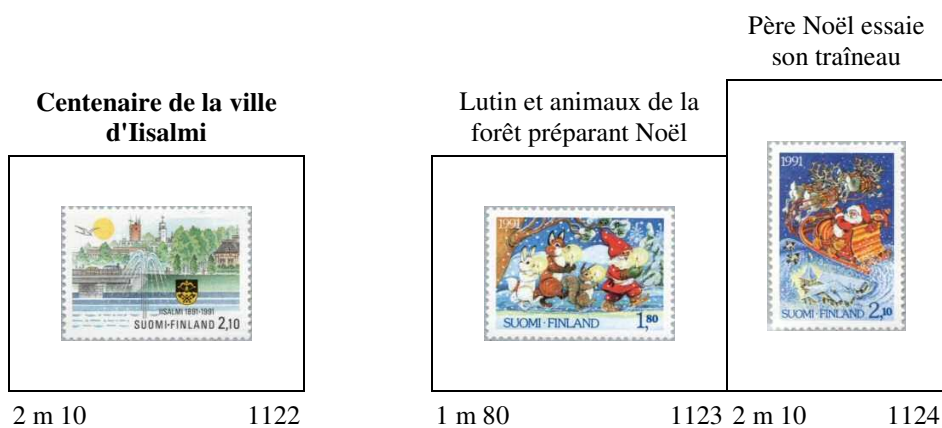 Père Noël essaie
son traîneau
Centenaire de la ville
d'Iisalmi
Lutin et animaux de la
forêt préparant Noël
IISALMI 1891-1991
SUOMI-FINLAND 2,10
1991
SUOMI·FINLAND 1,80
1991
SUOMI·FINLAND 2,10
2 m 10 1122
1 m 80 1123
2 m 10 1124